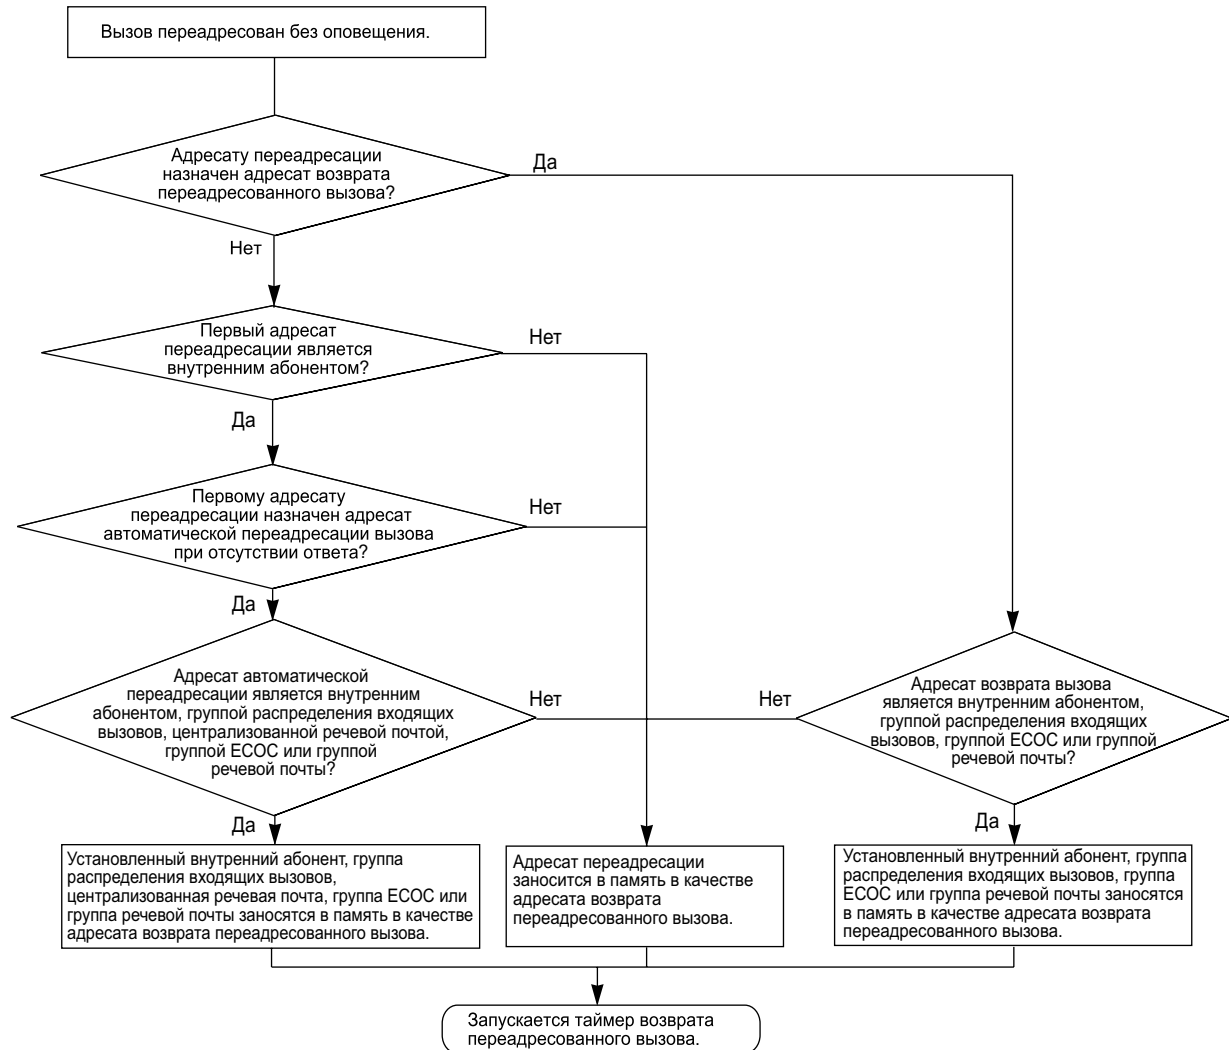 Вызов переадресован без оповещения.
Адресату переадресации
назначен адресат возврата
переадресованного вызова?
Да
Нет
Первый адресат
переадресации является
внутренним абонентом?
Нет
Да
Первому адресату
переадресации назначен адресат
автоматической переадресации вызова
при отсутствии ответа?
Нет
Да
Адресат автоматической
переадресации является внутренним
абонентом, группой распределения входящих
вызовов, централизованной речевой почтой,
группой ECOC или группой
речевой почты?
Нет
Нет
Адресат возврата вызова
является внутренним абонентом,
группой распределения входящих
вызовов, группой ECOC или группой
речевой почты?
Да
Да
Установленный внутренний абонент, группа
распределения входящих вызовов,
централизованная речевая почта, группа ECOC или
группа речевой почты заносятся в память в качестве
адресата возврата переадресованного вызова.
Адресат переадресации
заносится в память в качестве
адресата возврата
переадресованного вызова.
Установленный внутренний абонент, группа
распределения входящих вызовов, группа
ECOC или группа речевой почты заносятся
в память в качестве адресата возврата
переадресованного вызова.
Запускается таймер возврата
переадресованного вызова.